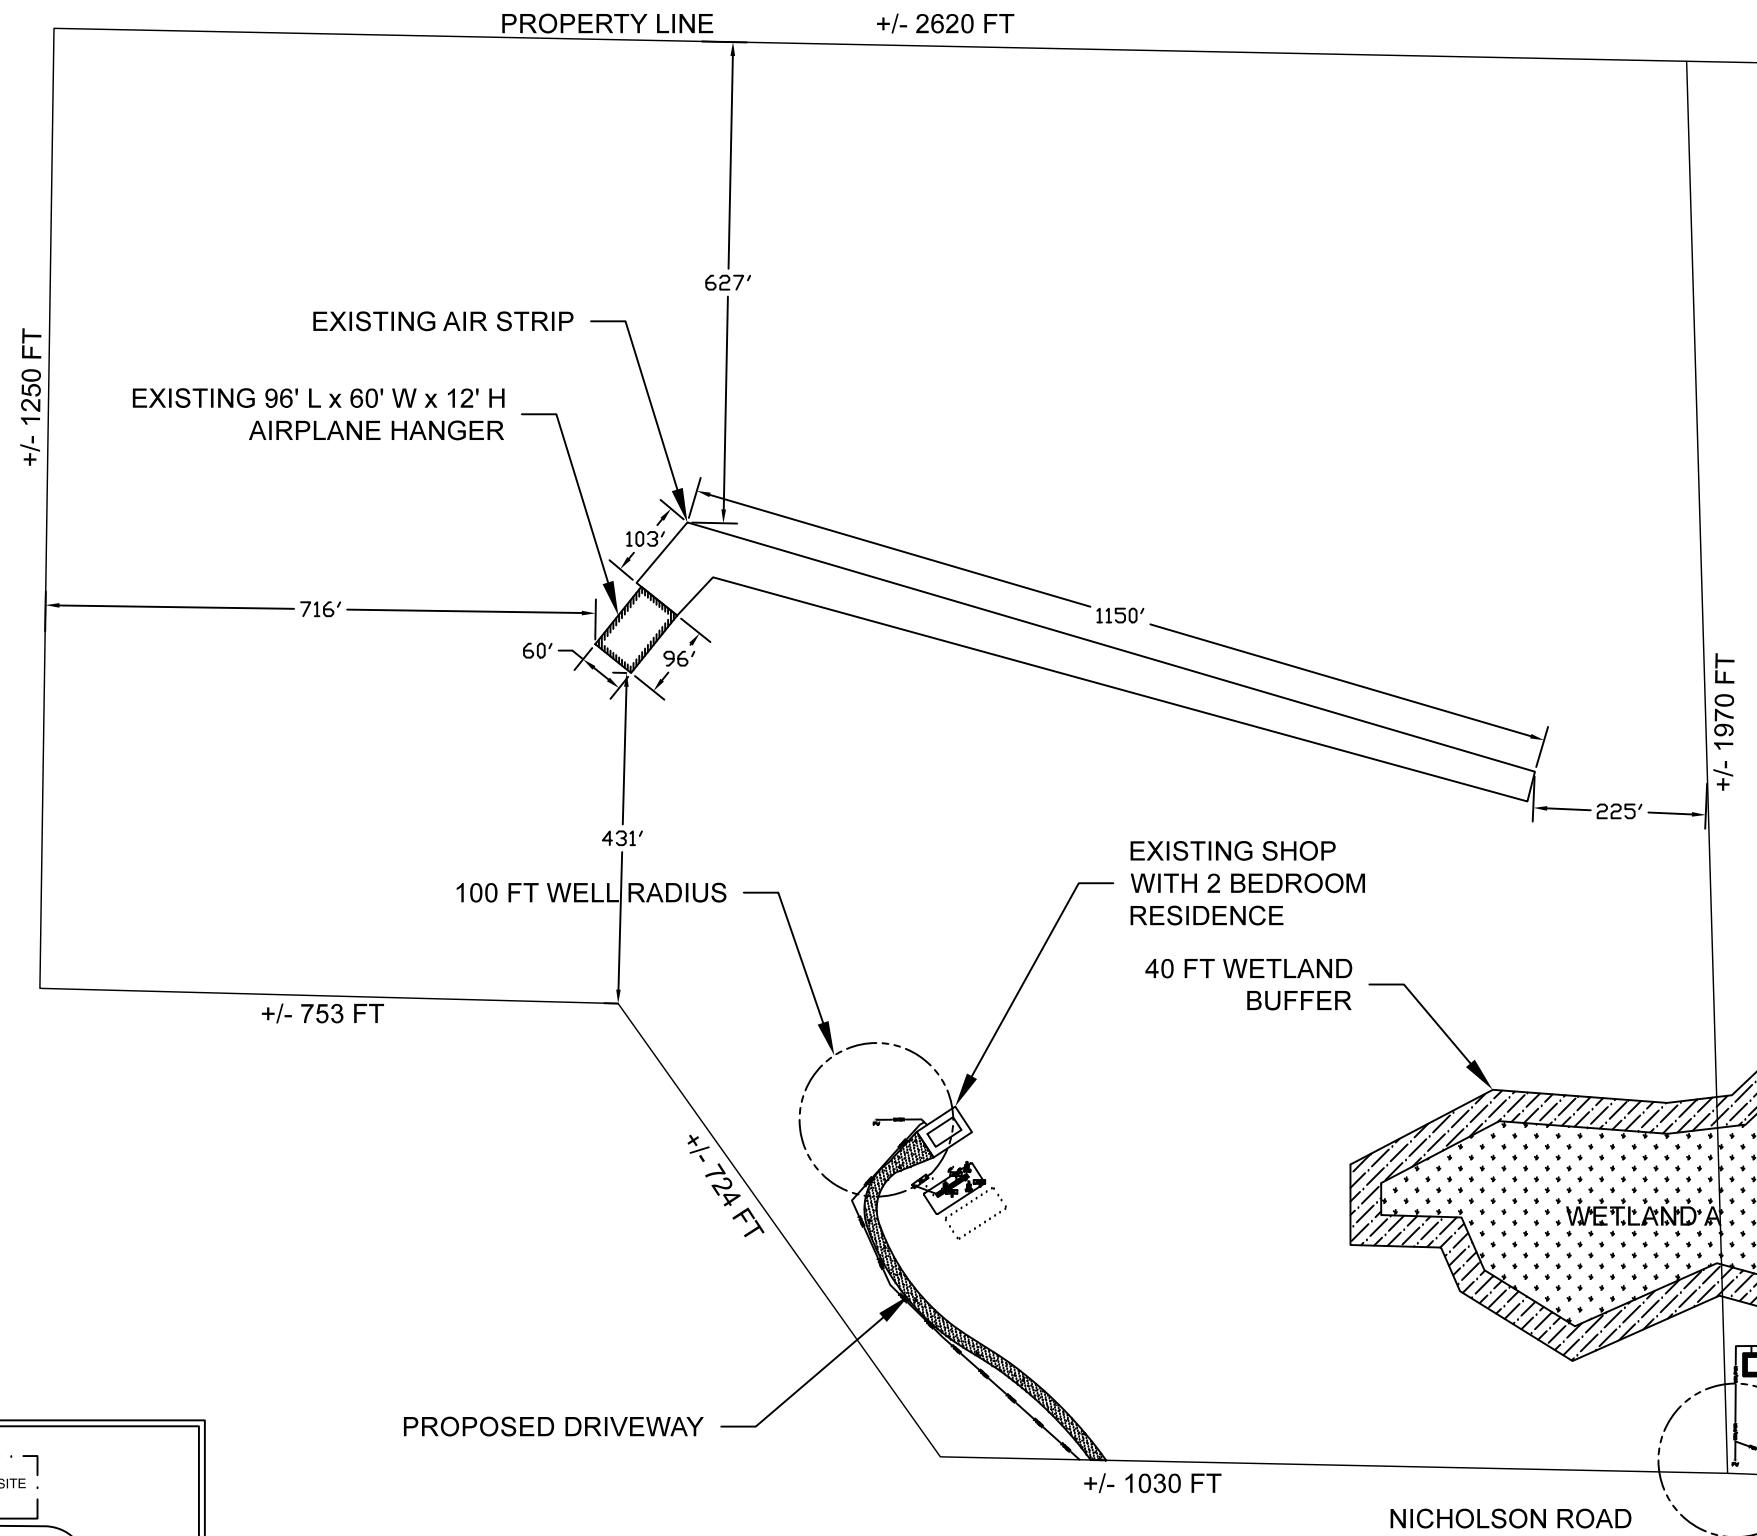 PROPERTY LINE
+/- 2620 FT
627'
EXISTING AIR STRIP
+/- 1250 FT
EXISTING 96' L x 60' W x 12' H
AIRPLANE HANGER
103'
716'
1150'
60'
96'
+/- 1970 FT
225'
431'
EXISTING SHOP
WITH 2 BEDROOM
RESIDENCE
100 FT WELL RADIUS
40 FT WETLAND
BUFFER
+/- 753 FT
+/- 724 FT
WETLAND A
PROPOSED DRIVEWAY
+/- 1030 FT
SITE
NICHOLSON ROAD